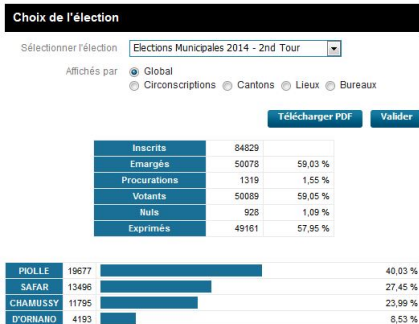 Choix de l'élection
Sélectionner l'élection Elections Municipales 2014 - 2nd Tour
Affichés par Global
Circonscriptions Cantons Lieux Bureaux
Télécharger PDF Valider
Inscrits 84829
Emargés 50078 59,03 %
Procurations 1319 1,55 %
Votants 50089 59,05 %
Nuls 928 1,09 %
Exprimés 49161 57,95 %
PIOLLE 19677 40,03 %
SAFAR 13496 27,45 %
CHAMUSSY 11795 23,99 %
D'ORNANO 4193 8,53 %